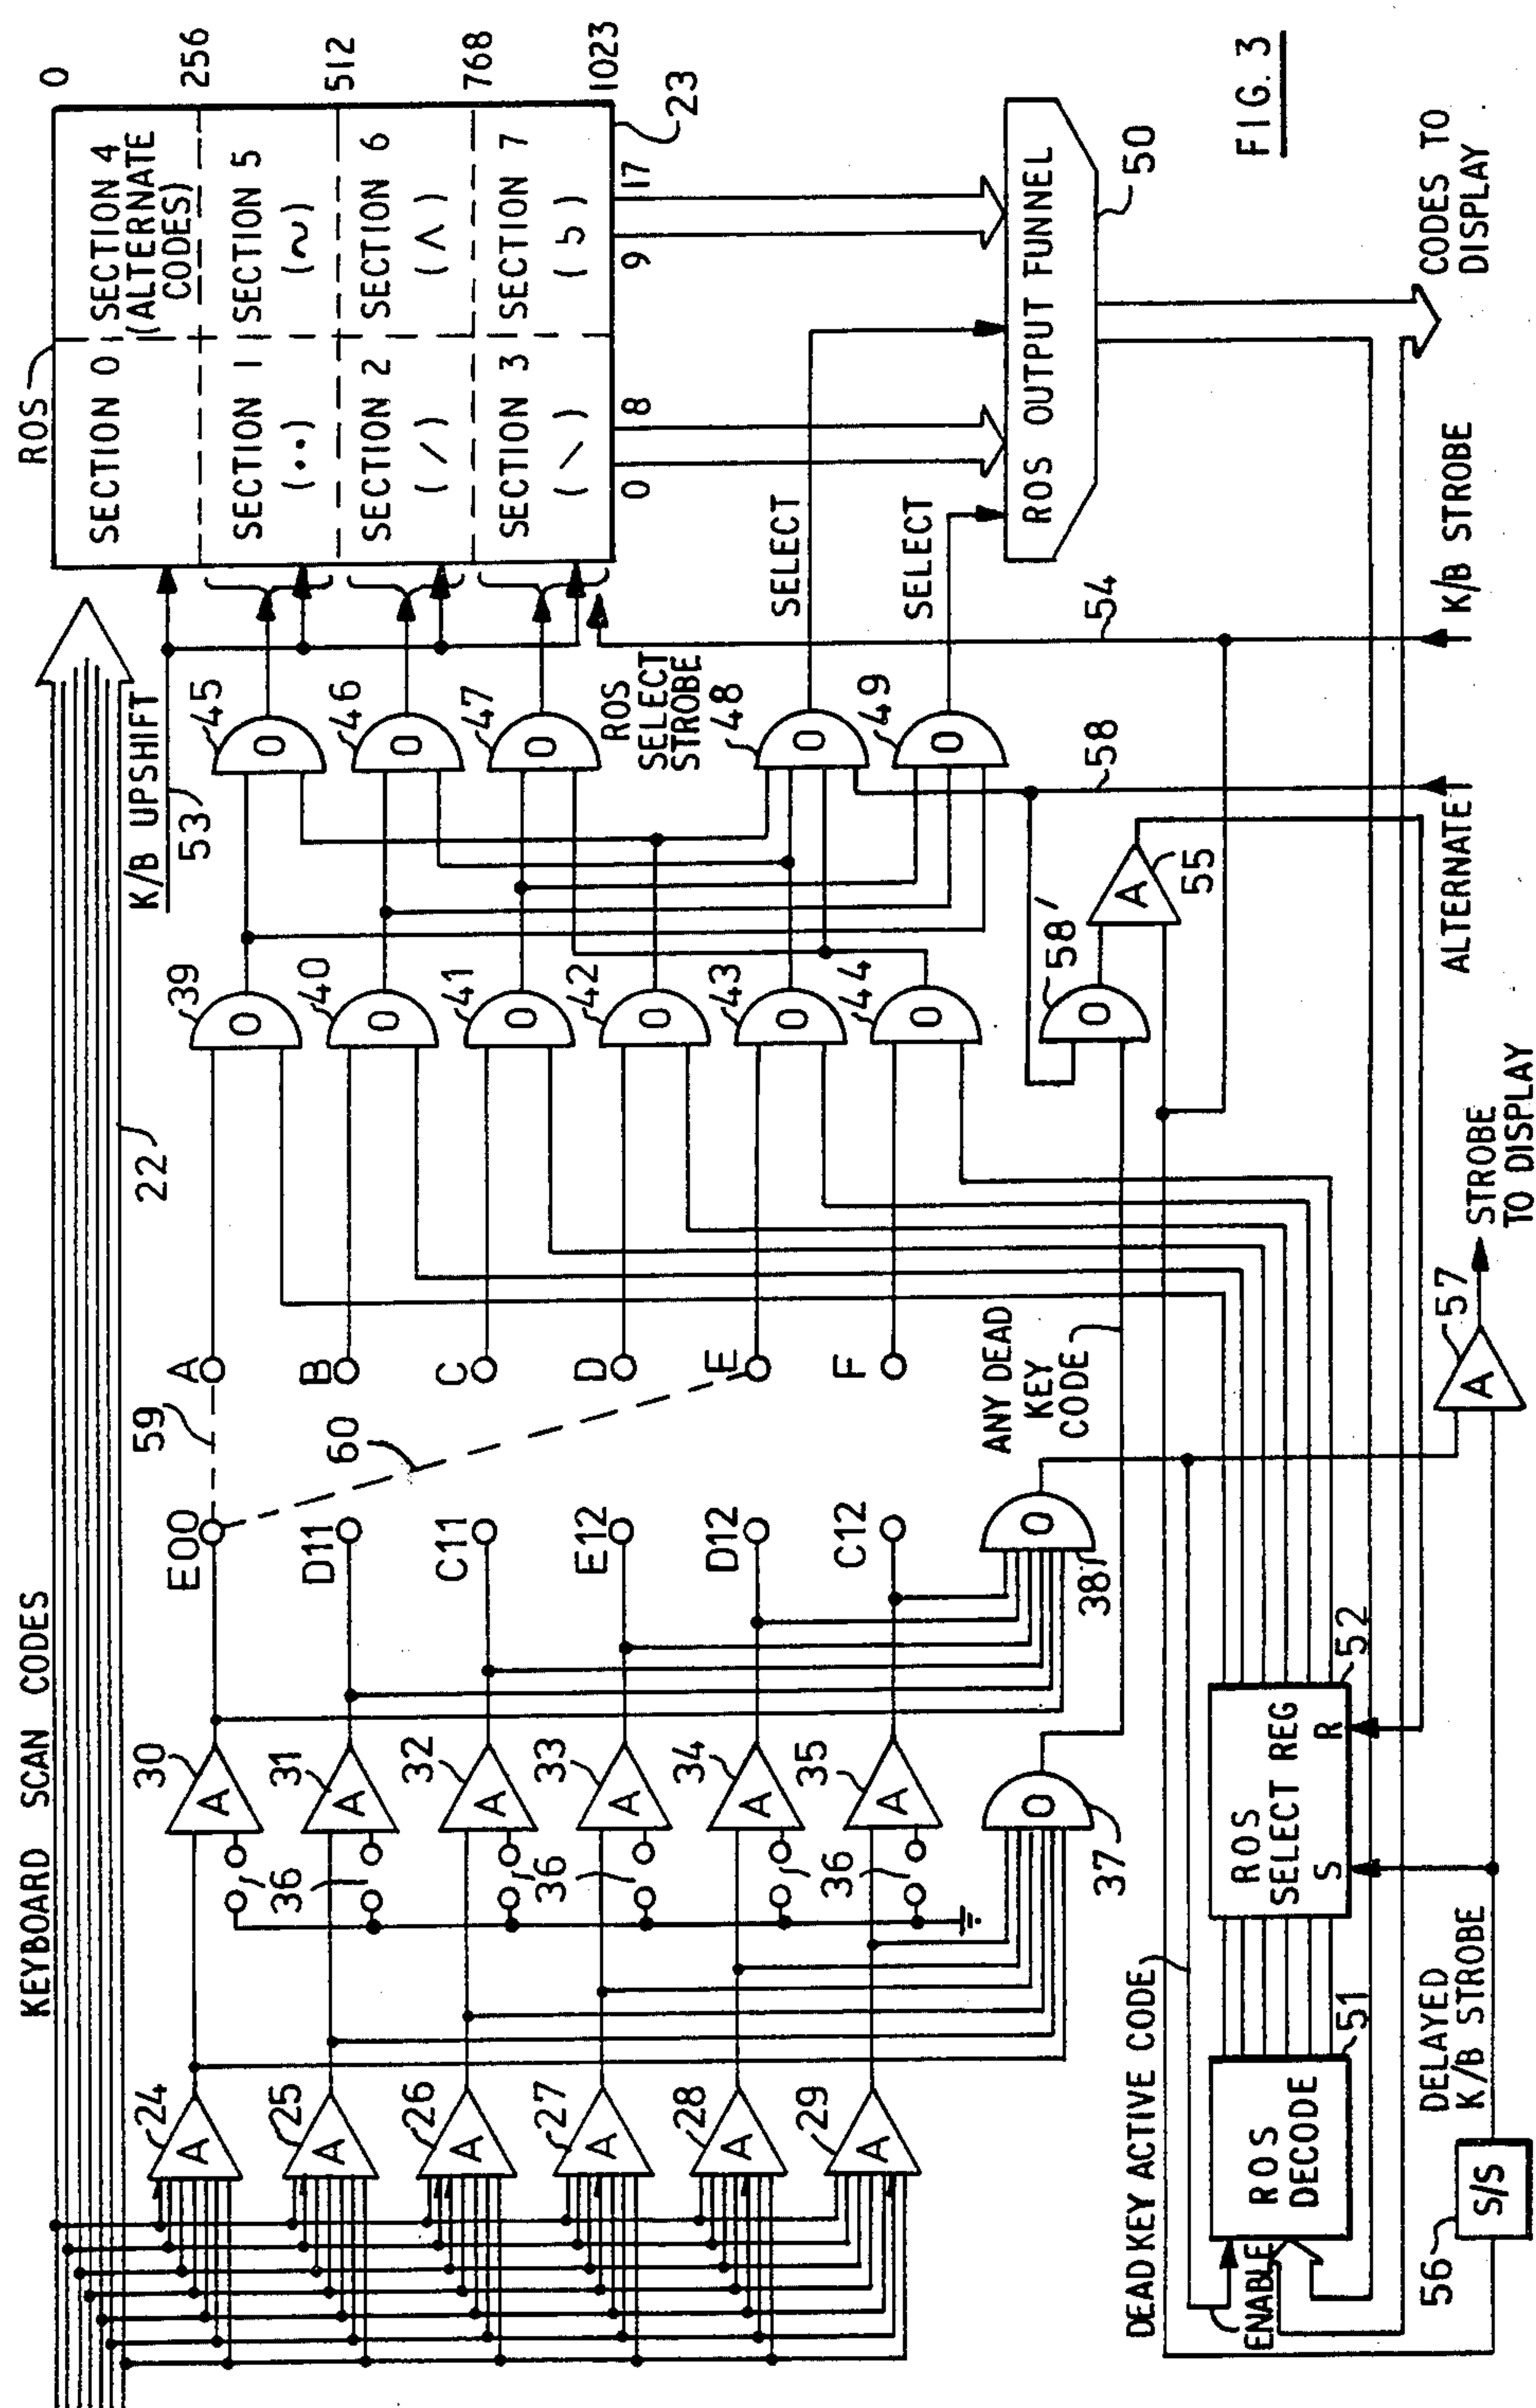 KEYBOARD SCAN CODES
22
K/B UPSHIFT
53
ROS
0
256
512
768
1023
23
SECTION 0
SECTION 4
(ALTERNATE
CODES)
SECTION 1
(··)
SECTION 5
(~)
SECTION 2
(/)
SECTION 6
(∧)
SECTION 3
(\)
SECTION 7
0
8
9
17
24
A
25
A
26
A
27
A
28
A
29
A
30
A
31
A
32
A
33
A
34
A
35
A
36
36
36
36
37
O
38
O
E00
D11
C11
E12
D12
C12
59
60
A
B
C
D
E
F
39
O
40
O
41
O
42
O
43
O
44
O
45
O
46
O
47
O
48
O
49
O
ROS
SELECT
STROBE
SELECT
SELECT
ROS OUTPUT FUNNEL
50
FIG. 3
ANY DEAD
KEY
CODE
58'
O
55
A
58
54
DEAD KEY ACTIVE CODE
ENABLE
ROS
DECODE
51
ROS
SELECT REG
S
R
52
DELAYED
K/B STROBE
56
S/S
57
A
STROBE
TO DISPLAY
ALTERNATE
K/B STROBE
CODES TO
DISPLAY